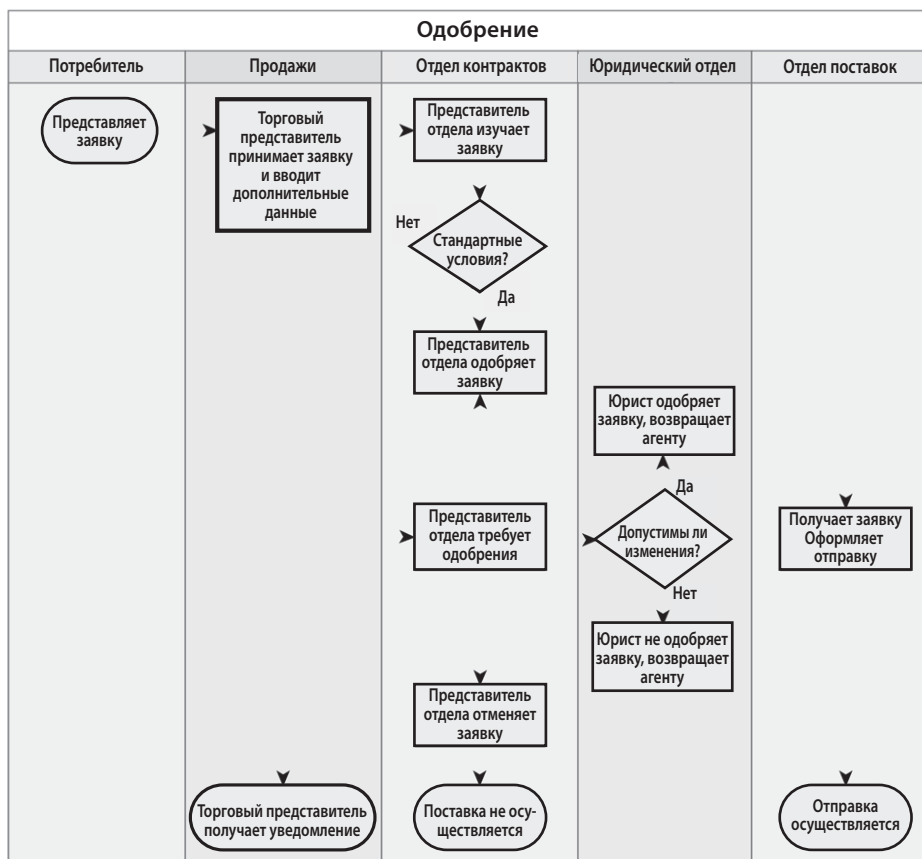 Одобрение
Потребитель
Продажи
Отдел контрактов
Юридический отдел
Отдел поставок
Представляет
заявку
Торговый
представитель
принимает заявку
и вводит
дополнительные
данные
Представитель
отдела изучает
заявку
Нет
Стандартные
условия?
Да
Представитель
отдела одобряет
заявку
Юрист одобряет
заявку, возвращает
агенту
Да
Представитель
отдела требует
одобрения
Допустимы ли
изменения?
Получает заявку
Оформляет
отправку
Нет
Юрист не одобряет
заявку, возвращает
агенту
Представитель
отдела отменяет
заявку
Торговый представитель
получает уведомление
Поставка не осу-
ществляется
Отправка
осуществляется